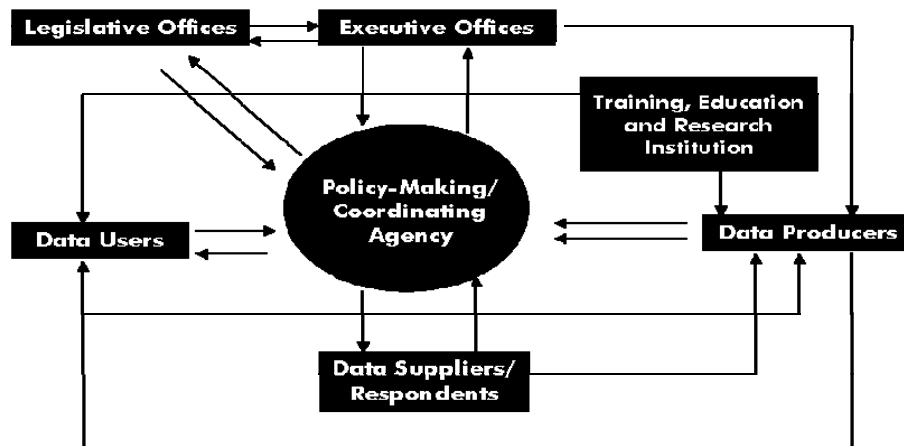 Legislative Offices
Executive Offices
Training, Education
and Research
Institution
Policy-Making/
Coordinating
Agency
Data Users
Data Producers
Data Suppliers/
Respondents